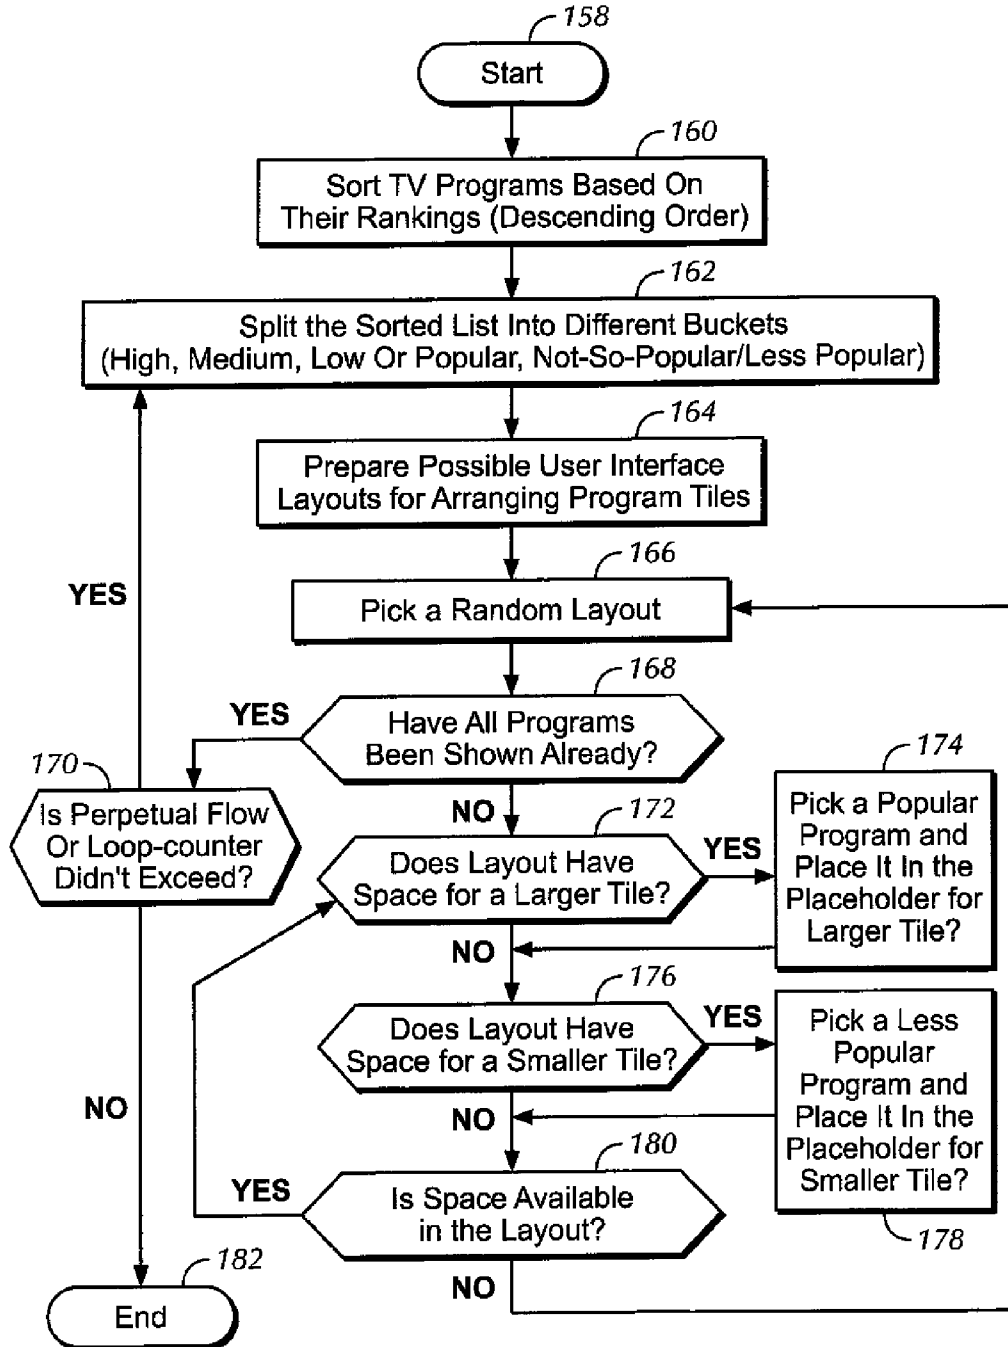 158
Start
160
Sort TV Programs Based On
Their Rankings (Descending Order)
162
Split the Sorted List Into Different Buckets
(High, Medium, Low Or Popular, Not-So-Popular/Less Popular)
164
Prepare Possible User Interface
Layouts for Arranging Program Tiles
166
YES
Pick a Random Layout
168
YES
Have All Programs
Been Shown Already?
170
Is Perpetual Flow
Or Loop-counter
Didn't Exceed?
NO
172
Does Layout Have
Space for a Larger Tile?
YES
174
Pick a Popular
Program and
Place It In the
Placeholder for
Larger Tile?
NO
176
Does Layout Have
Space for a Smaller Tile?
YES
Pick a Less
Popular
Program and
Place It In the
Placeholder for
Smaller Tile?
178
NO
NO
180
YES
Is Space Available
in the Layout?
NO
182
End